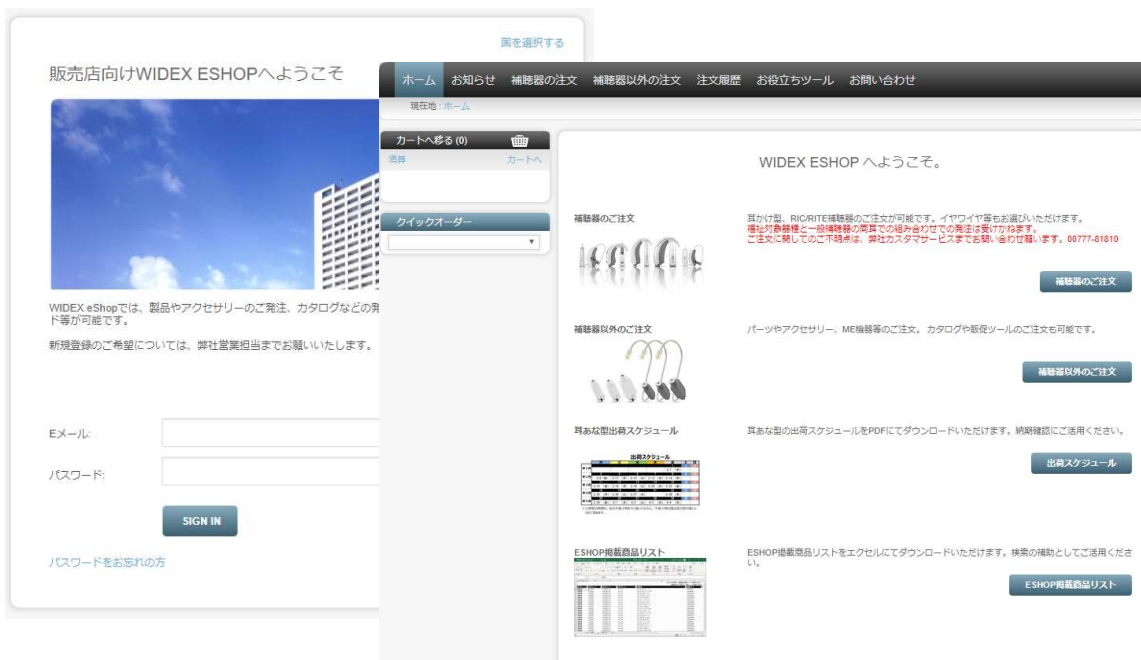 国を選択する
販売店向けWIDEX ESHOPへようこそ
WIDEX eShopでは、製品やアクセサリーのご発注、カタログなどの発
ド等が可能です。
新規登録のご希望については、弊社営業担当までお願いいたします。
Eメール:
パスワード:
SIGN IN
パスワードをお忘れの方
ホーム お知らせ 補聴器の注文 補聴器以外の注文 注文履歴 お役立ちツール お問い合わせ
現在地 : ホーム
カートへ移る (0)
清算 カートへ
クイックオーダー
WIDEX ESHOP へようこそ。
補聴器のご注文
耳かけ型、RIC/RITE補聴器のご注文が可能です。イヤワイヤ等もお選びいただけます。
福祉対象器種と一般補聴器の同耳での組み合わせでの発注は受けかねます。
ご注文に関してのご不明点は、弊社カスタマサービスまでお問い合わせ願います。00777-81810
補聴器のご注文
補聴器以外のご注文
パーツやアクセサリー、ME機器等のご注文。 カタログや販促ツールのご注文も可能です。
補聴器以外のご注文
耳あな型出荷スケジュール
耳あな型の出荷スケジュールをPDFにてダウンロードいただけます。納期確認にご活用ください。
出荷スケジュール
出荷スケジュール
ESHOP掲載商品リスト
ESHOP掲載商品リストをエクセルにてダウンロードいただけます。検索の補助としてご活用くださ
い。
ESHOP掲載商品リスト